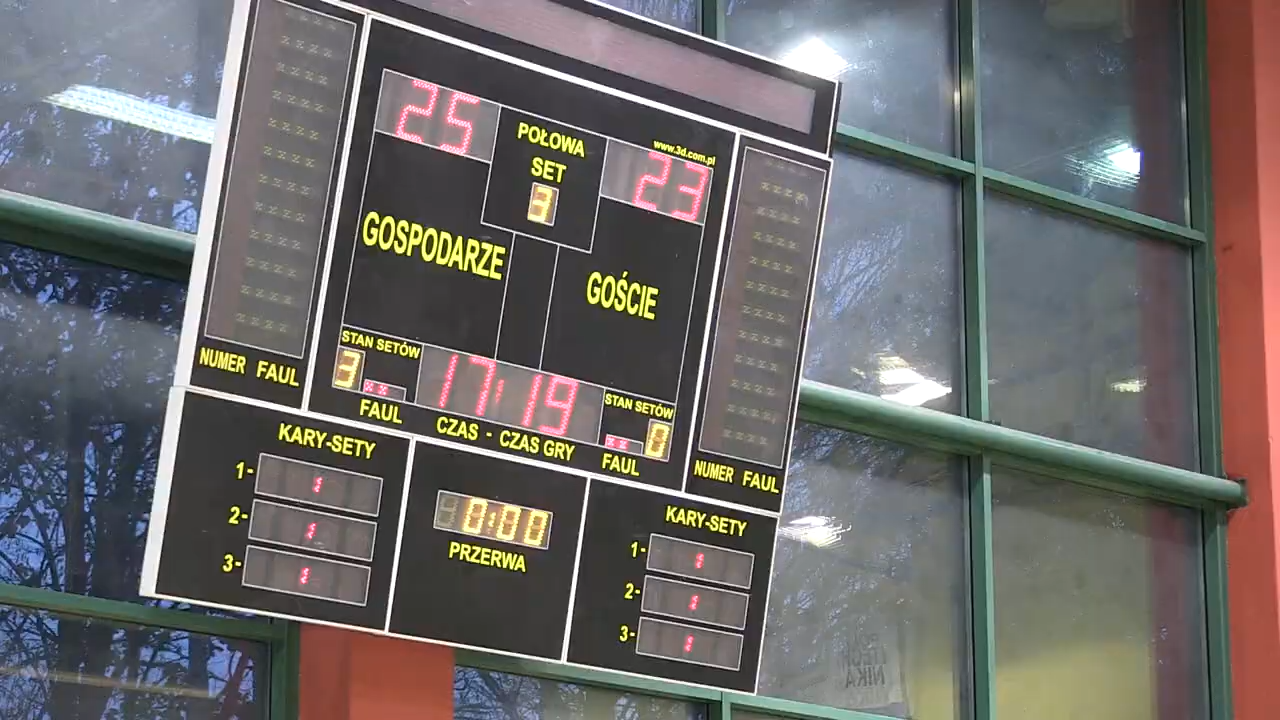 25
POŁOWA
SET
3
www.3d.com.pl
23
GOSPODARZE
GOŚCIE
STAN SETÓW
3
FAUL
17:19
CZAS - CZAS GRY
STAN SETÓW
0
FAUL
NUMER FAUL
NUMER FAUL
KARY-SETY
1-
2-
3-
0:00
PRZERWA
KARY-SETY
1-
2-
3-